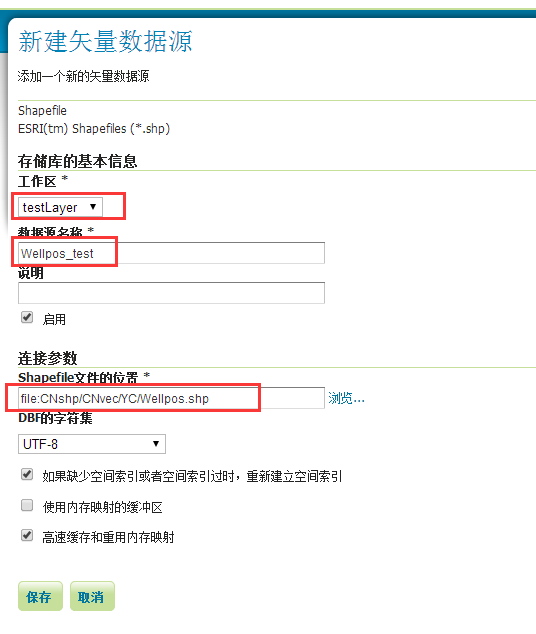 新建矢量数据源
添加一个新的矢量数据源
Shapefile
ESRI(tm) Shapefiles (*.shp)
存储库的基本信息
工作区 *
testLayer
数据源名称 *
Wellpos_test
说明
启用
连接参数
Shapefile文件的位置 *
file:CNshp/CNvec/YC/Wellpos.shp 浏览...
DBF的字符集
UTF-8
如果缺少空间索引或者空间索引过时，重新建立空间索引
使用内存映射的缓冲区
高速缓存和重用内存映射
保存 取消